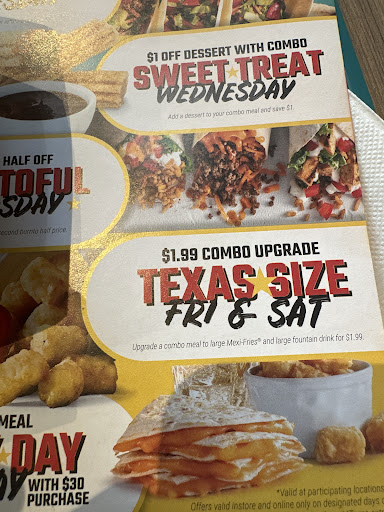 $1 OFF DESSERT WITH COMBO
SWEET TREAT
WEDNESDAY
Add a dessert to your combo meal and save $1.
HALF OFF
TOFUL
SDAY
second burrito half price.
$1.99 COMBO UPGRADE
TEXAS SIZE
FRI & SAT
Upgrade a combo meal to large Mexi-Fries® and large fountain drink for $1.99.
MEAL
DAY
WITH $30
PURCHASE
*Valid at participating locations
Offers valid instore and online only on designated days